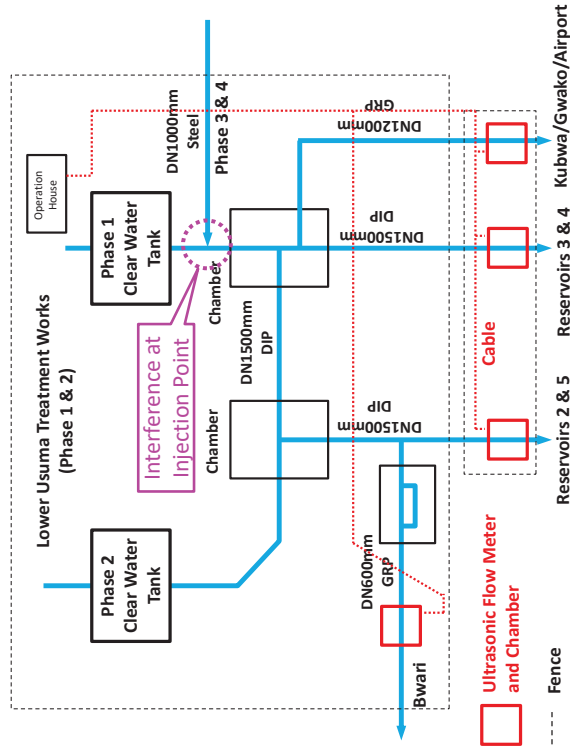 Lower Usuma Treatment Works
(Phase 1 & 2)
Operation
House
Phase 2
Clear Water
Tank
Phase 1
Clear Water
Tank
Interference at
Injection Point
DN1000mm
Steel
Phase 3 & 4
Chamber
Chamber
DN1500mm
DIP
DN600mm
GRP
DN1500mm
DIP
DN1500mm
DIP
DN1200mm
GRP
Bwari
Cable
Reservoirs 2 & 5
Reservoirs 3 & 4
Kubwa/Gwako/Airport
Ultrasonic Flow Meter
and Chamber
Fence